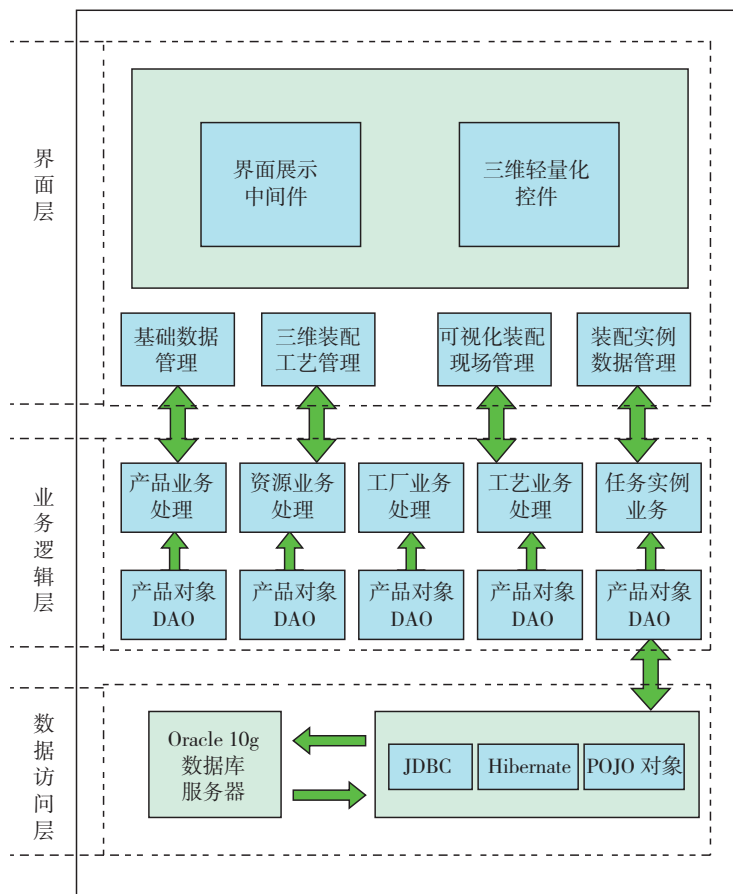 界面层
界面展示
中间件
三维轻量化
控件
基础数据
管理
三维装配
工艺管理
可视化装配
现场管理
装配实例
数据管理
业务逻辑层
产品业务
处理
资源业务
处理
工厂业务
处理
工艺业务
处理
任务实例
业务
产品对象
DAO
产品对象
DAO
产品对象
DAO
产品对象
DAO
产品对象
DAO
数据访问层
Oracle 10g
数据库
服务器
JDBC
Hibernate
POJO 对象